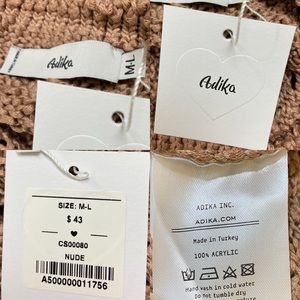 Adika
M-L
Adika
SIZE: M-L
$ 43
CS00080
NUDE
A500000011756
ADIKA INC.
ADIKA.COM
Made in Turkey
100% ACRYLIC
Hand wash in cold water
Do not tumble dry